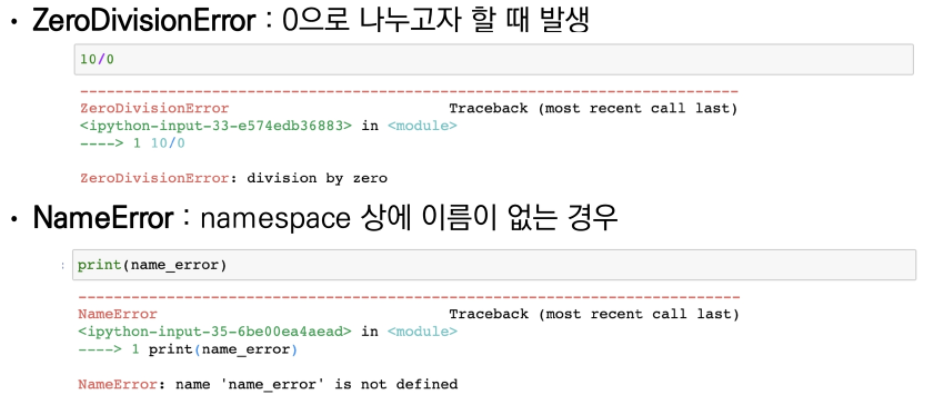 • ZeroDivisionError : 0으로 나누고자 할 때 발생
10/0
---------------------------------------------------------------------------
ZeroDivisionError                         Traceback (most recent call last)
<ipython-input-33-e574edb36883> in <module>
----> 1 10/0
ZeroDivisionError: division by zero
• NameError : namespace 상에 이름이 없는 경우
: print(name_error)
---------------------------------------------------------------------------
NameError                                 Traceback (most recent call last)
<ipython-input-35-6be00ea4aead> in <module>
----> 1 print(name_error)
NameError: name 'name_error' is not defined